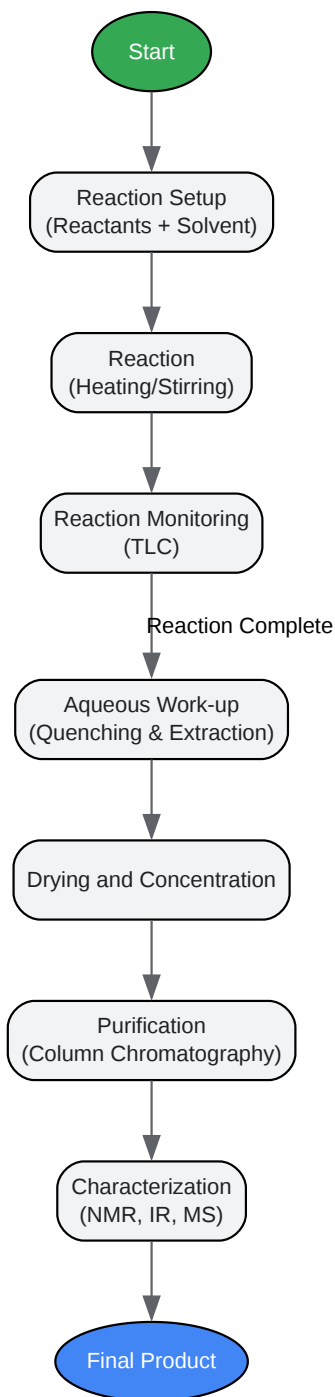 Start
Reaction Setup
(Reactants + Solvent)
Reaction
(Heating/Stirring)
Reaction Monitoring
(TLC)
Reaction Complete
Aqueous Work-up
(Quenching & Extraction)
Drying and Concentration
Purification
(Column Chromatography)
Characterization
(NMR, IR, MS)
Final Product